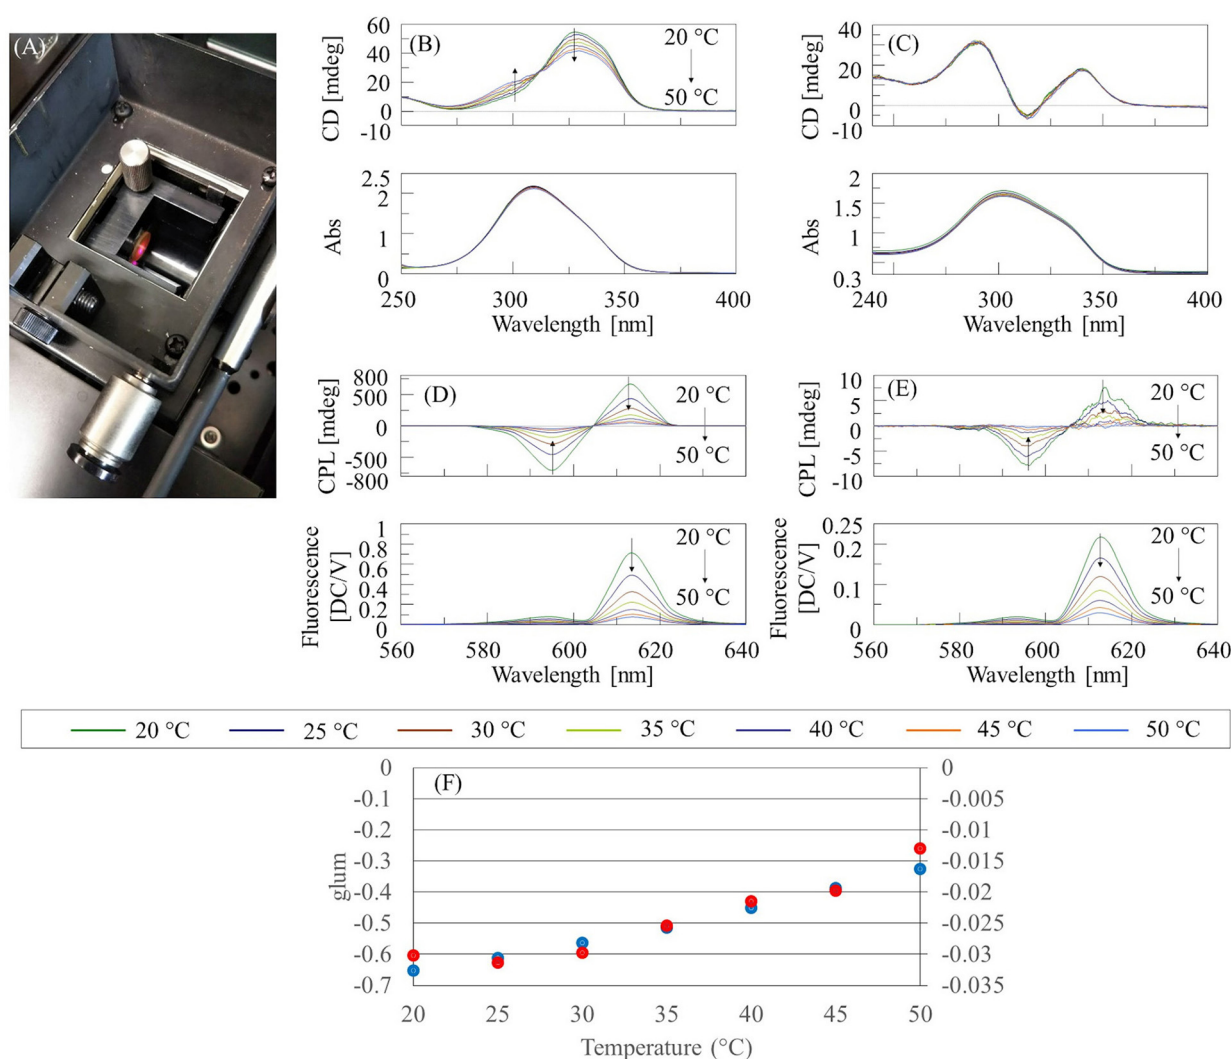 (A)
(B)
CD [mdeg]
60
40
20
0
-10
20 °C
50 °C
Abs
2.5
2
1
0
250
300
350
400
Wavelength [nm]
(C)
CD [mdeg]
40
20
0
-10
Abs
2
1.5
1
0.3
240
300
350
400
Wavelength [nm]
(D)
CPL [mdeg]
800
500
0
-500
-800
20 °C
50 °C
Fluorescence
[DC/V]
1
0.8
0.6
0.4
0.2
0
20 °C
50 °C
560
580
600
620
640
Wavelength [nm]
(E)
CPL [mdeg]
10
5
0
-5
-10
20 °C
50 °C
Fluorescence
[DC/V]
0.25
0.2
0.1
0
20 °C
50 °C
560
580
600
620
640
Wavelength [nm]
20 °C 25 °C 30 °C 35 °C 40 °C 45 °C 50 °C
(F)
glum
0
-0.1
-0.2
-0.3
-0.4
-0.5
-0.6
-0.7
0
-0.005
-0.01
-0.015
-0.02
-0.025
-0.03
-0.035
20 25 30 35 40 45 50
Temperature (°C)